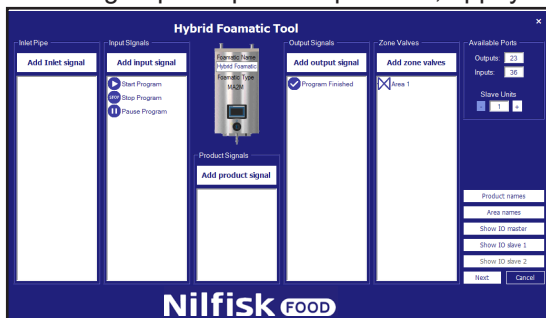 Hybrid Foamatic Tool
×
Inlet Pipe
Add Inlet signal
Input SIgnals
Add input signal
Start Program
STOP Stop Program
Pause Program
Foamatic Name
Hybrid Foamatic
Foamatic Type
MA2M
Product Signals
Add product signal
Output Signals
Add output signal
Program Finished
Zone Valves
Add zone valves
Area 1
Available Ports
Outputs: 23
Inputs: 36
Slave Units
- 1 +
Product names
Area names
Show IO master
Show IO slave 1
Show IO slave 2
Next Cancel
Nilfisk FOOD